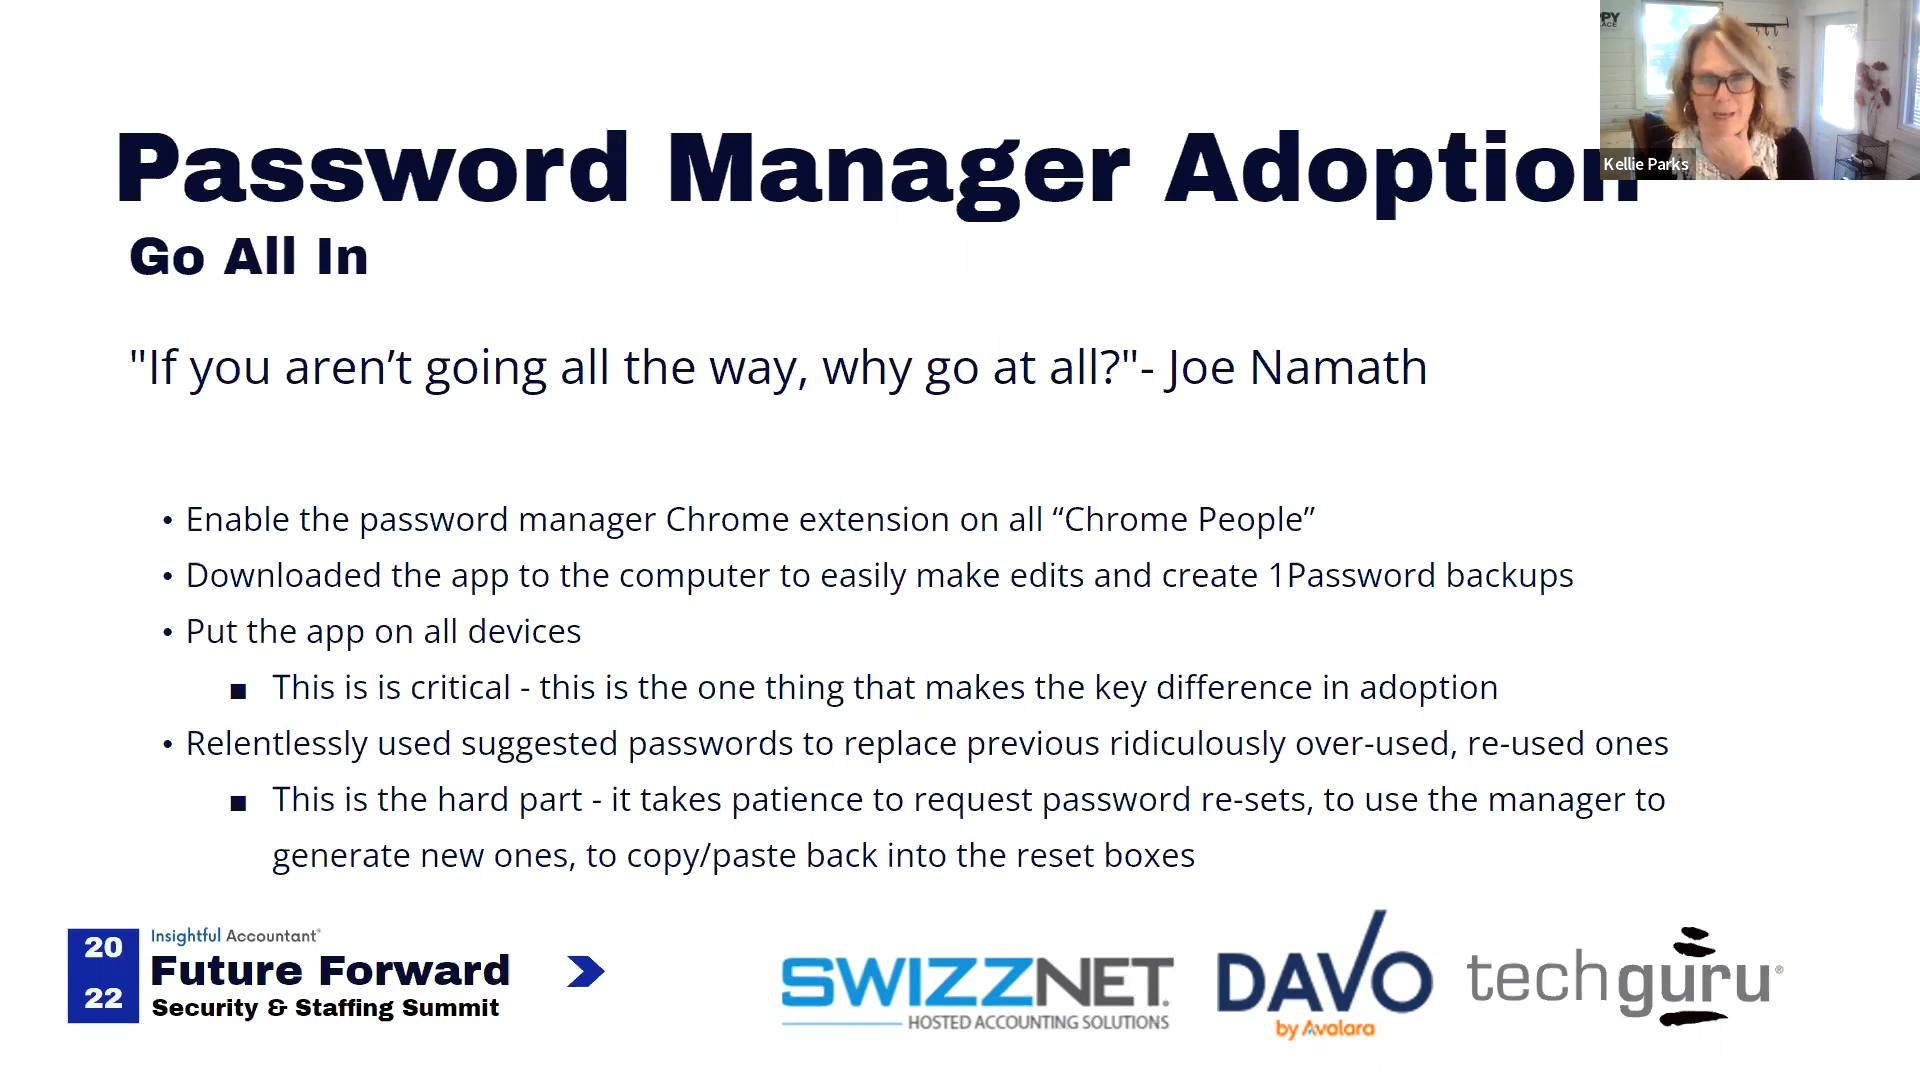 PPY
ACE
Kellie Parks
Password Manager Adoption
Go All In
"If you aren’t going all the way, why go at all?"- Joe Namath
• Enable the password manager Chrome extension on all “Chrome People”
• Downloaded the app to the computer to easily make edits and create 1Password backups
• Put the app on all devices
■ This is is critical - this is the one thing that makes the key difference in adoption
• Relentlessly used suggested passwords to replace previous ridiculously over-used, re-used ones
■ This is the hard part - it takes patience to request password re-sets, to use the manager to
generate new ones, to copy/paste back into the reset boxes
20
22
Insightful Accountant®
Future Forward
Security & Staffing Summit
SWIZZNET.
HOSTED ACCOUNTING SOLUTIONS
DAVO
by Avalara
techguru®